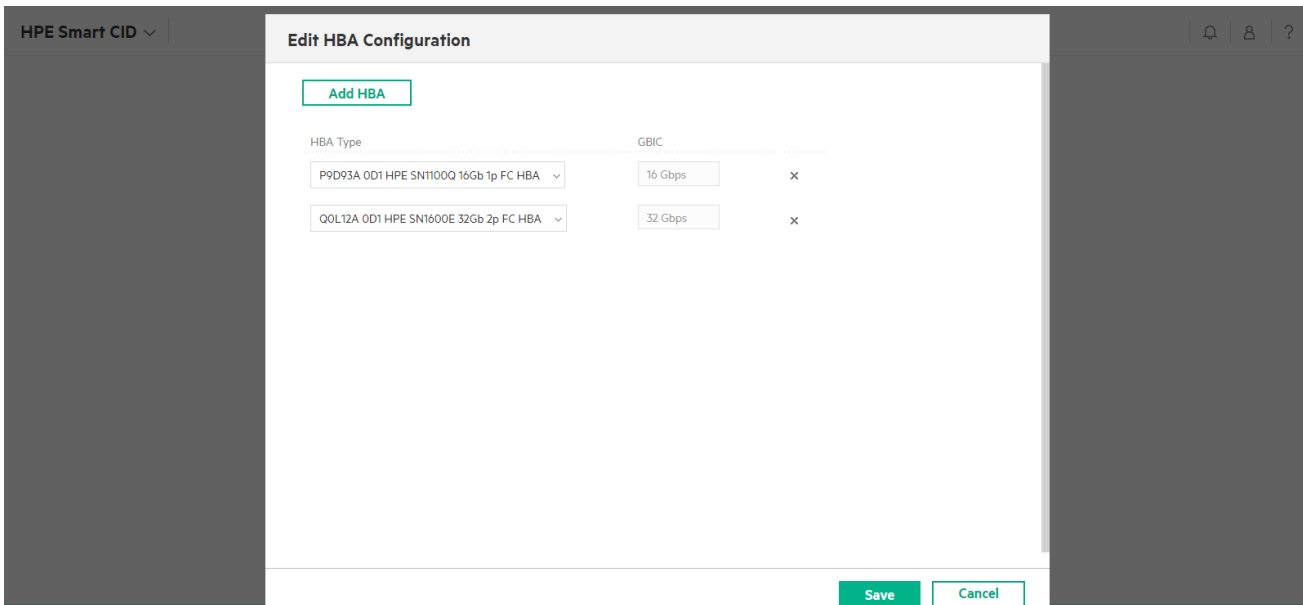 HPE Smart CID
Edit HBA Configuration
?
Add HBA
HBA Type GBIC
P9D93A 0D1 HPE SN1100Q 16Gb 1p FC HBA 16 Gbps
Q0L12A 0D1 HPE SN1600E 32Gb 2p FC HBA 32 Gbps
Save Cancel